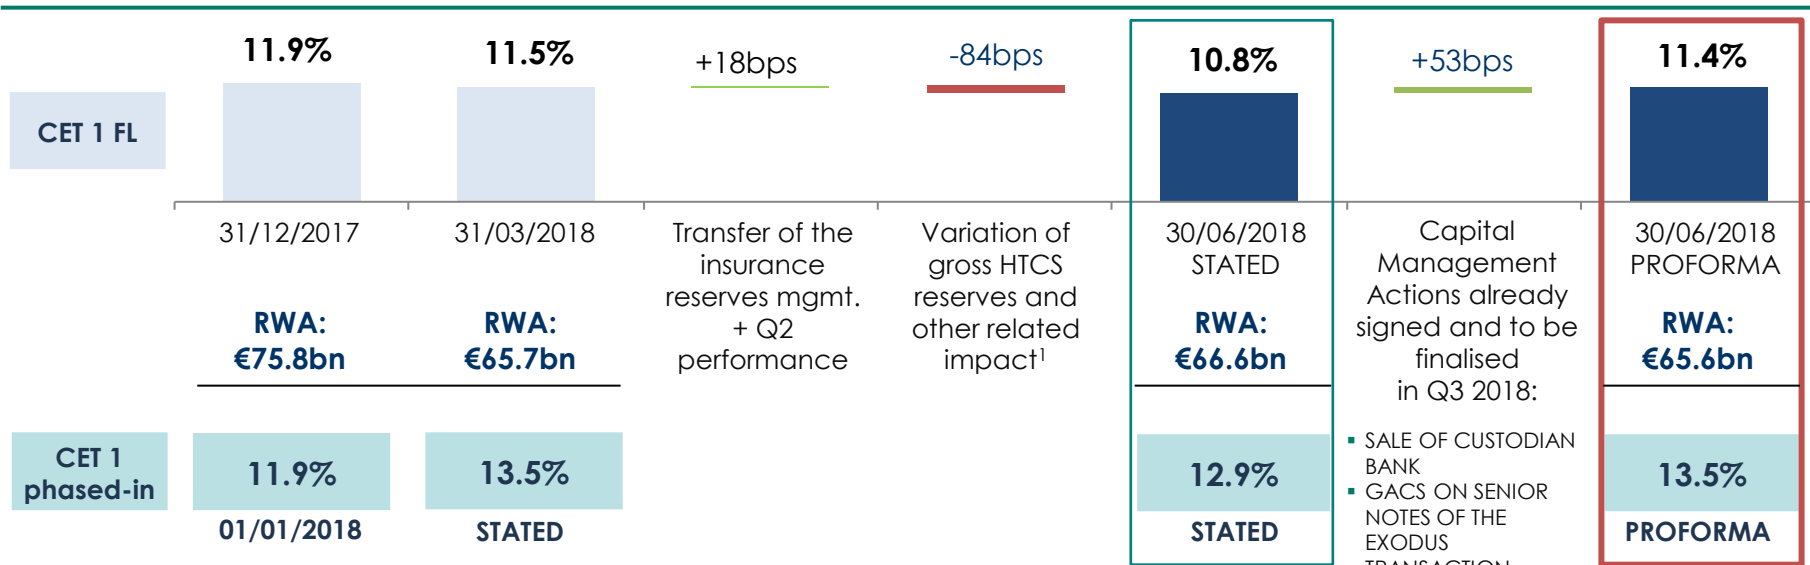 11.9%
11.5%
+18bps
-84bps
10.8%
+53bps
11.4%
CET 1 FL
31/12/2017
31/03/2018
Transfer of the
insurance
reserves mgmt.
+ Q2
performance
Variation of
gross HTCS
reserves and
other related
impact¹
30/06/2018
STATED
Capital
Management
Actions already
signed and to be
finalised
in Q3 2018:
30/06/2018
PROFORMA
RWA:
€75.8bn
RWA:
€65.7bn
RWA:
€66.6bn
RWA:
€65.6bn
▪ SALE OF CUSTODIAN
BANK
▪ GACS ON SENIOR
NOTES OF THE
EXODUS
TRANSACTION
CET 1
phased-in
11.9%
01/01/2018
13.5%
STATED
12.9%
STATED
13.5%
PROFORMA